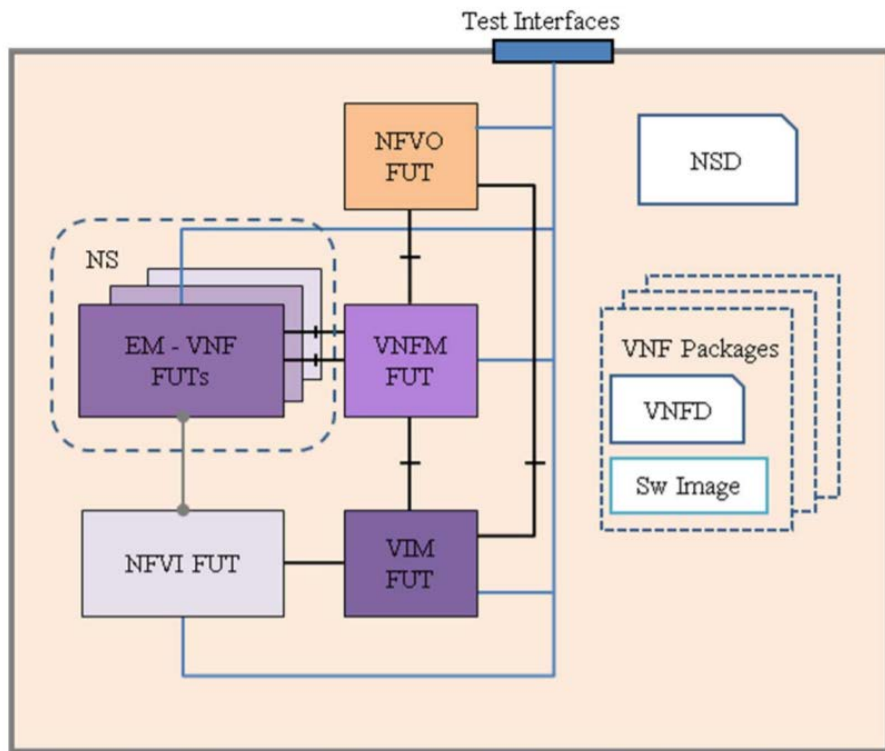 Test Interfaces
NFVO
FUT
NSD
NS
EM - VNF
FUTs
VNFM
FUT
VNF Packages
VNFD
Sw Image
NFVI FUT
VIM
FUT